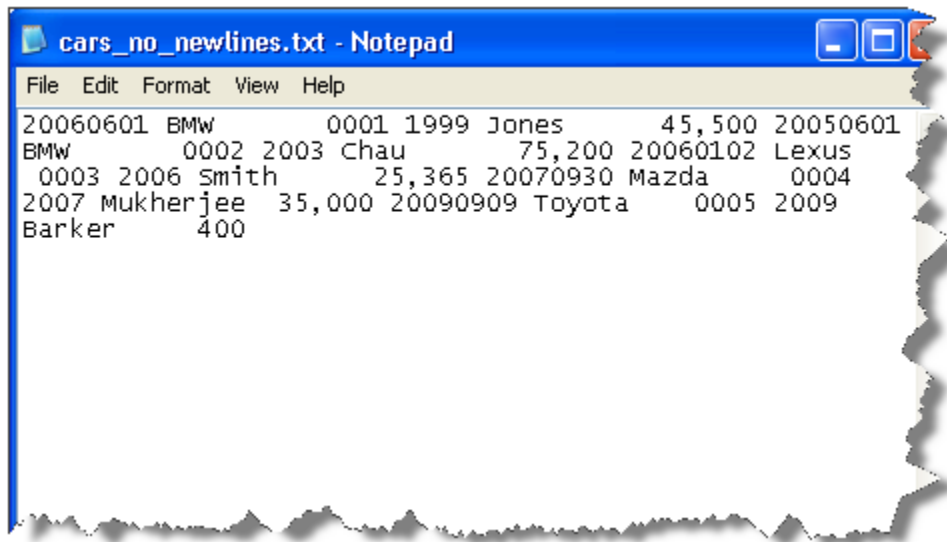 cars_no_newlines.txt - Notepad
File Edit Format View Help
20060601 BMW       0001 1999 Jones      45,500 20050601
BMW       0002 2003 Chau       75,200 20060102 Lexus
 0003 2006 Smith      25,365 20070930 Mazda     0004
2007 Mukherjee  35,000 20090909 Toyota    0005 2009
Barker     400